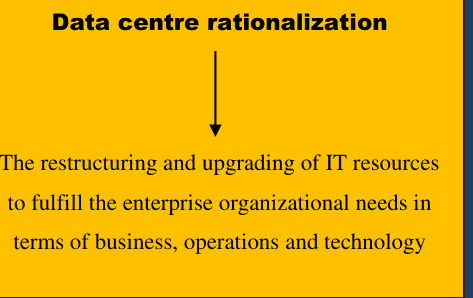 Data centre rationalization
The restructuring and upgrading of IT resources
to fulfill the enterprise organizational needs in
terms of business, operations and technology